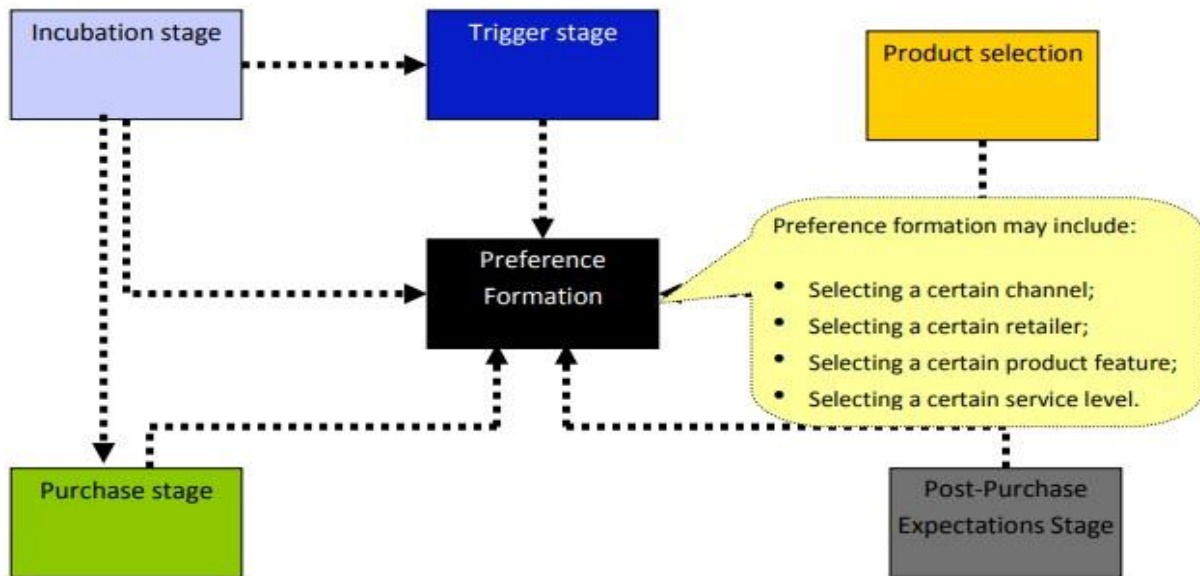 Incubation stage
Trigger stage
Product selection
Preference formation may include:
• Selecting a certain channel;
• Selecting a certain retailer;
• Selecting a certain product feature;
• Selecting a certain service level.
Preference
Formation
Purchase stage
Post-Purchase
Expectations Stage